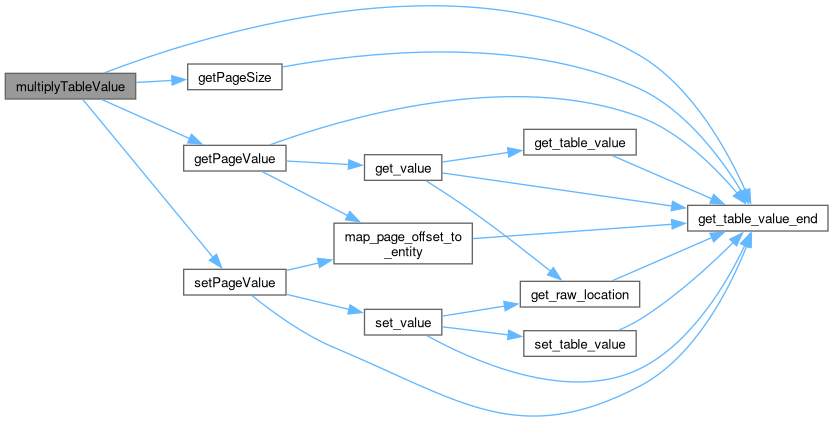 multiplyTableValue
getPageSize
getPageValue
setPageValue
get_value
map_page_offset_to
_entity
set_value
get_table_value
get_raw_location
set_table_value
get_table_value_end